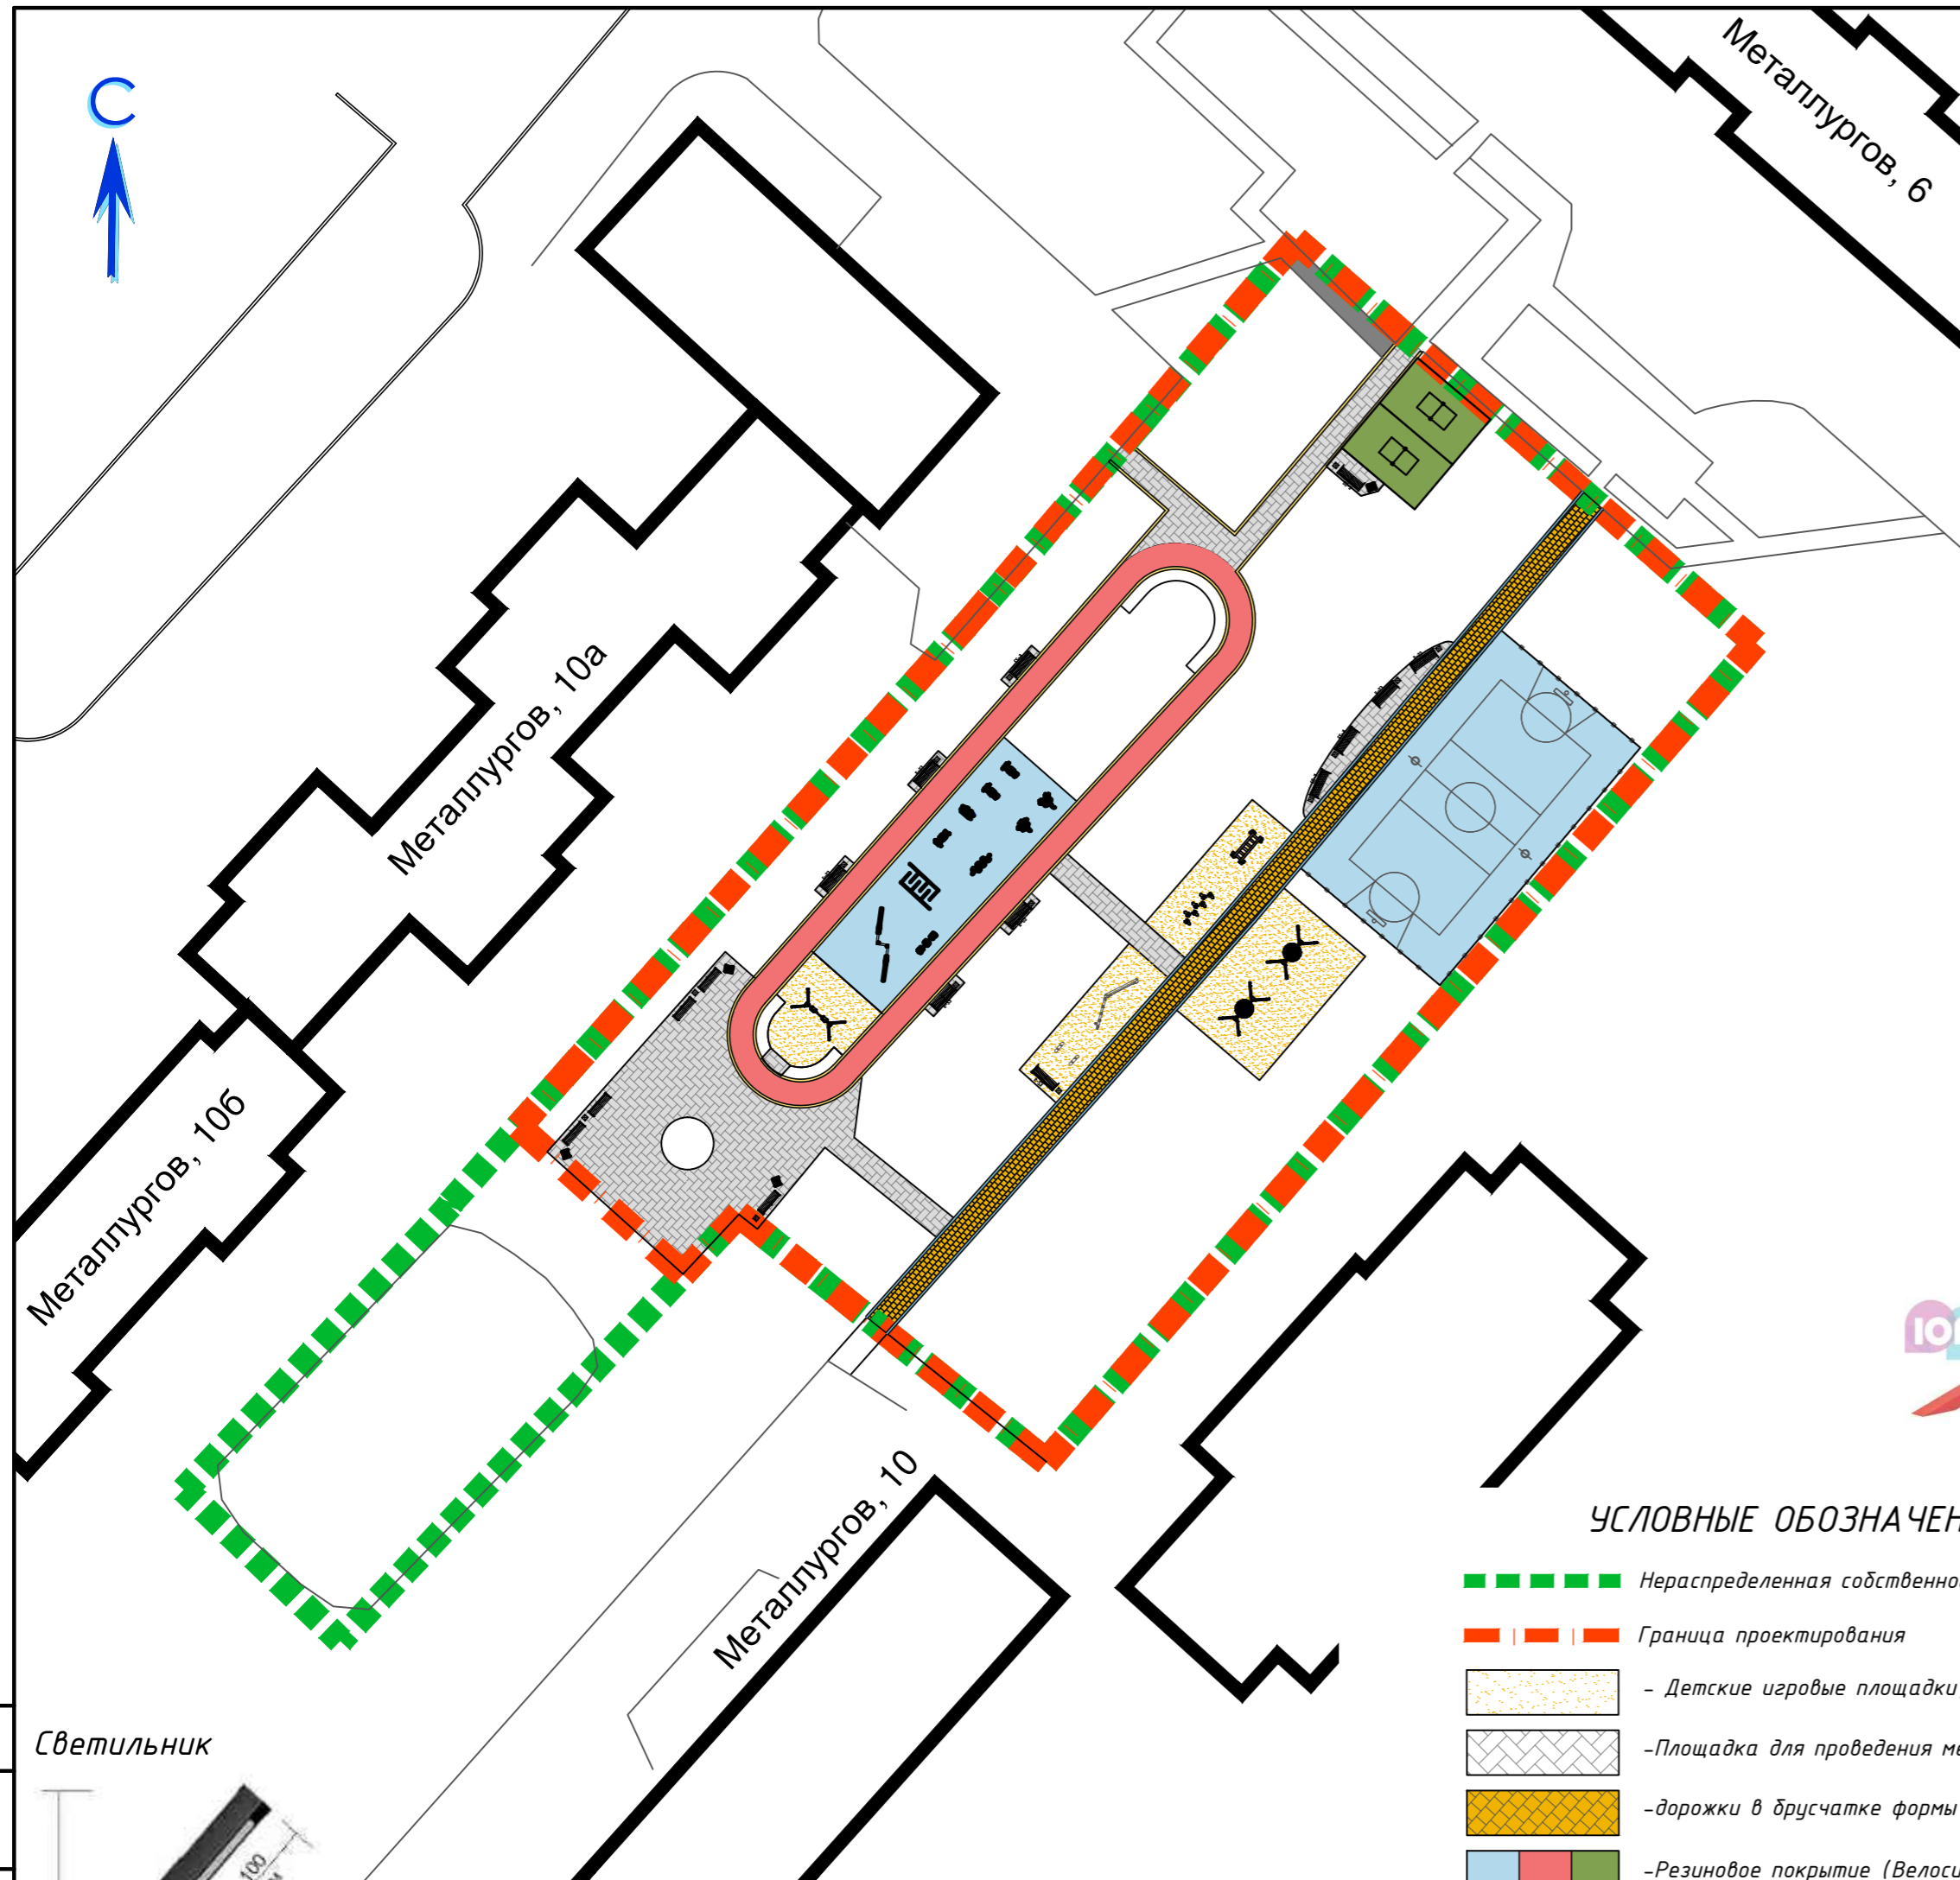 С
Металлургов, 6
Металлургов, 10а
Металлургов, 10б
Металлургов, 10
УСЛОВНЫЕ ОБОЗНАЧЕН
Нераспределенная собственно
Граница проектирования
- Детские игровые площадки
-Площадка для проведения ме
-дорожки в брусчатке формы
-Резиновое покрытие (Велоси
Светильник
100